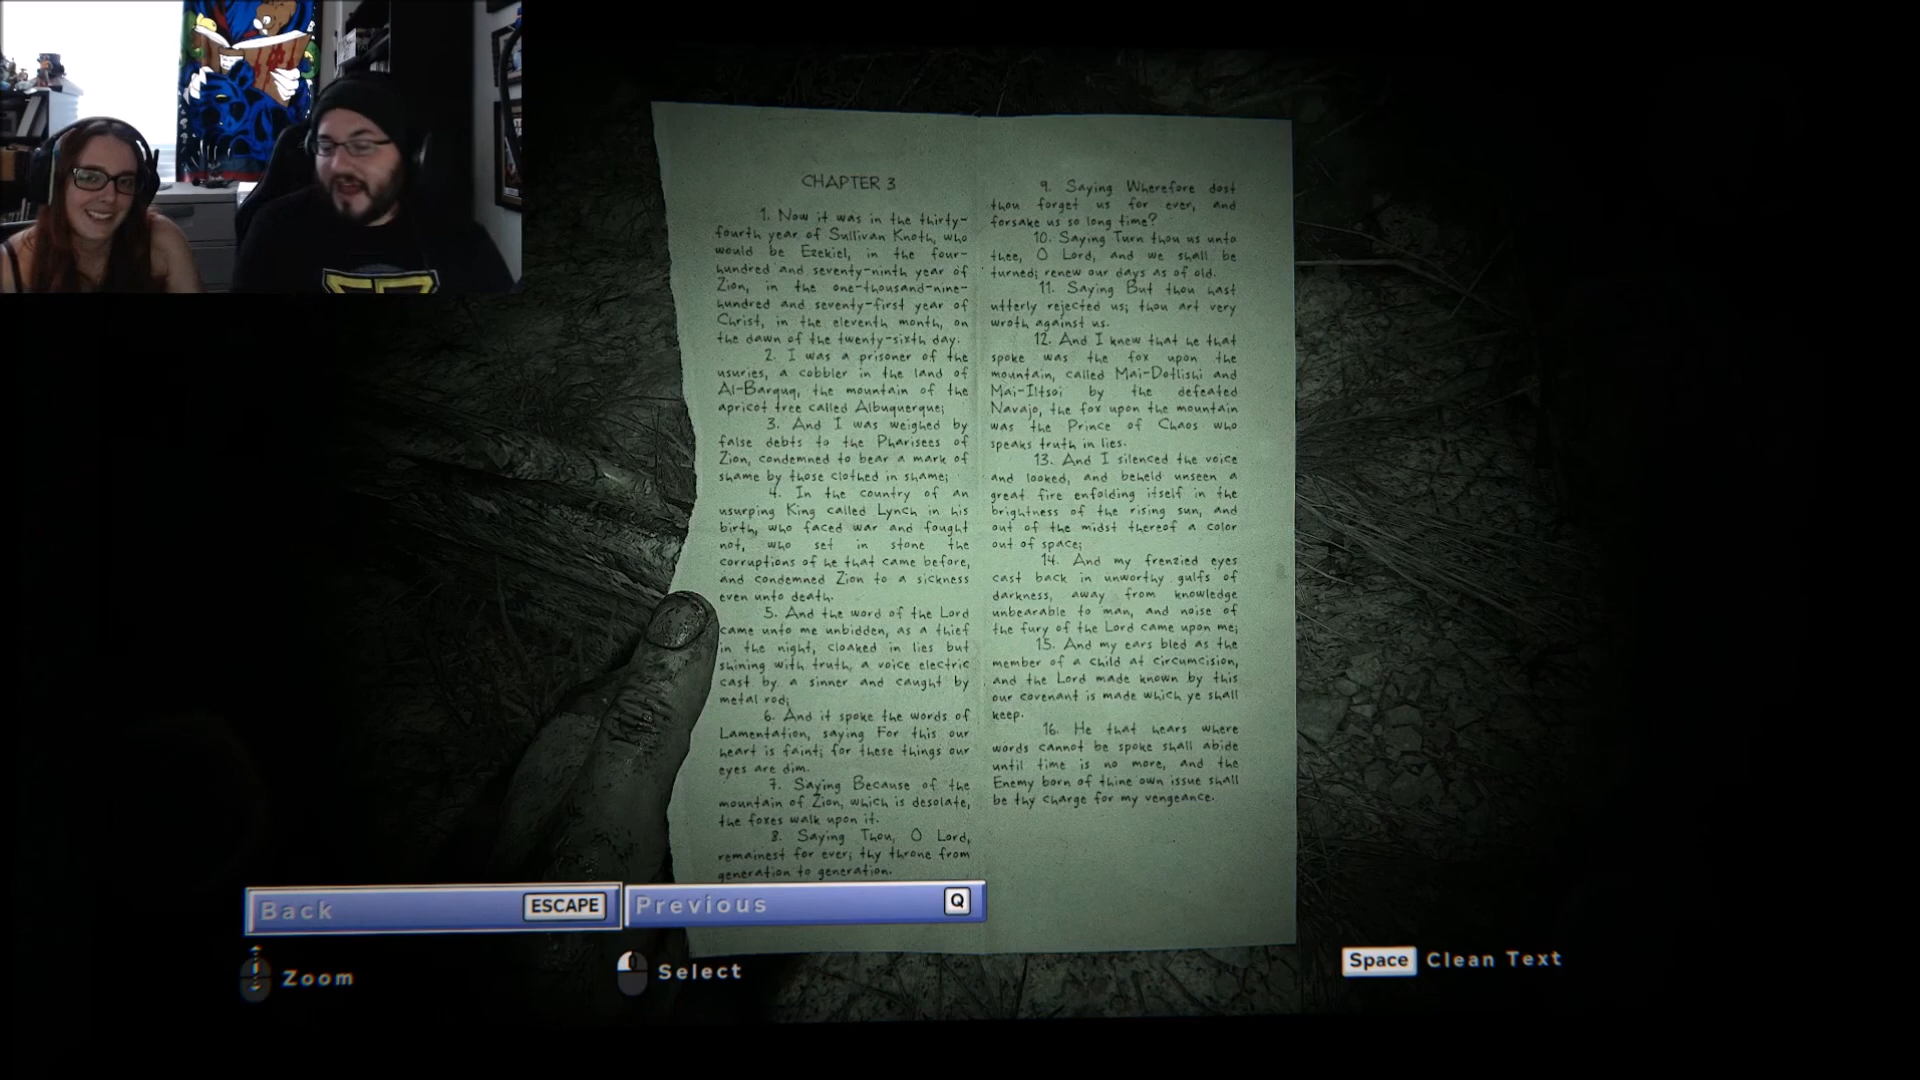 CHAPTER 3
1. Now it was in the thirty-
fourth year of Sullivan Knoth, who
would be Ezekiel, in the four-
hundred and seventy-ninth year of
Zion, in the one-thousand-nine-
hundred and seventy-first year of
Christ, in the eleventh month, on
the dawn of the twenty-sixth day.
2. I was a prisoner of the
usuries, a cobbler in the land of
Al-Barquq, the mountain of the
apricot tree called Albuquerque;
3. And I was weighed by
false debts to the Pharisees of
Zion, condemned to bear a mark of
shame by those clothed in shame;
4. In the country of an
usurping King called Lynch in his
birth, who faced war and fought
not, who set in stone the
corruptions of he that came before,
and condemned Zion to a sickness
even unto death.
5. And the word of the Lord
came unto me unbidden, as a thief
in the night, cloaked in lies but
shining with truth, a voice electric
cast by a sinner and caught by
metal rod;
6. And it spoke the words of
Lamentation, saying For this our
heart is faint; for these things our
eyes are dim.
7. Saying Because of the
mountain of Zion, which is desolate,
the foxes walk upon it.
8. Saying Thou, O Lord,
remainest for ever; thy throne from
generation to generation.
9. Saying Wherefore dost
thou forget us for ever, and
forsake us so long time?
10. Saying Turn thou us unto
thee, O Lord, and we shall be
turned; renew our days as of old.
11. Saying But thou hast
utterly rejected us; thou art very
wroth against us.
12. And I knew that he that
spoke was the fox upon the
mountain, called Mai-Dotlishi and
Mai-Iltsoi by the defeated
Navajo, the fox upon the mountain
was the Prince of Chaos who
speaks truth in lies.
13. And I silenced the voice
and looked, and beheld unseen a
great fire enfolding itself in the
brightness of the rising sun, and
out of the midst thereof a color
out of space;
14. And my frenzied eyes
cast back in unworthy gulfs of
darkness, away from knowledge
unbearable to man, and noise of
the fury of the Lord came upon me;
15. And my ears bled as the
member of a child at circumcision,
and the Lord made known by this
our covenant is made which ye shall
keep.
16. He that hears where
words cannot be spoke shall abide
until time is no more, and the
Enemy born of thine own issue shall
be thy charge for my vengeance.
Back ESCAPE
Previous Q
Zoom
Select
Space Clean Text